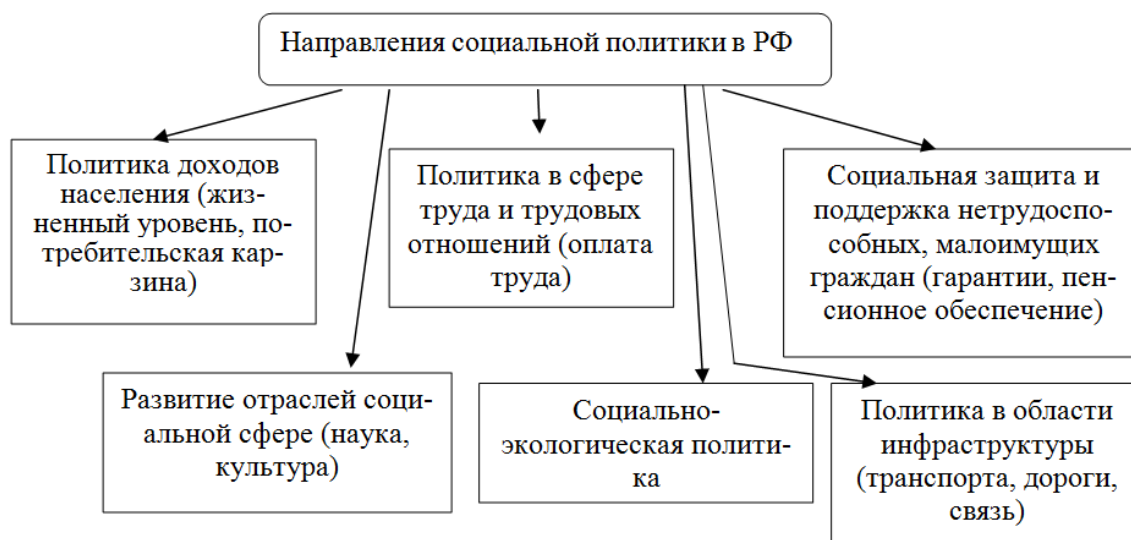 Направления социальной политики в РФ
Политика доходов
населения (жиз-
ненный уровень, по-
требительская кар-
зина)
Политика в сфере
труда и трудовых
отношений (оплата
труда)
Социальная защита и
поддержка нетрудоспо-
собных, малоимущих
граждан (гарантии, пен-
сионное обеспечение)
Развитие отраслей соци-
альной сфере (наука,
культура)
Социально-
экологическая полити-
ка
Политика в области
инфраструктуры
(транспорта, дороги,
связь)